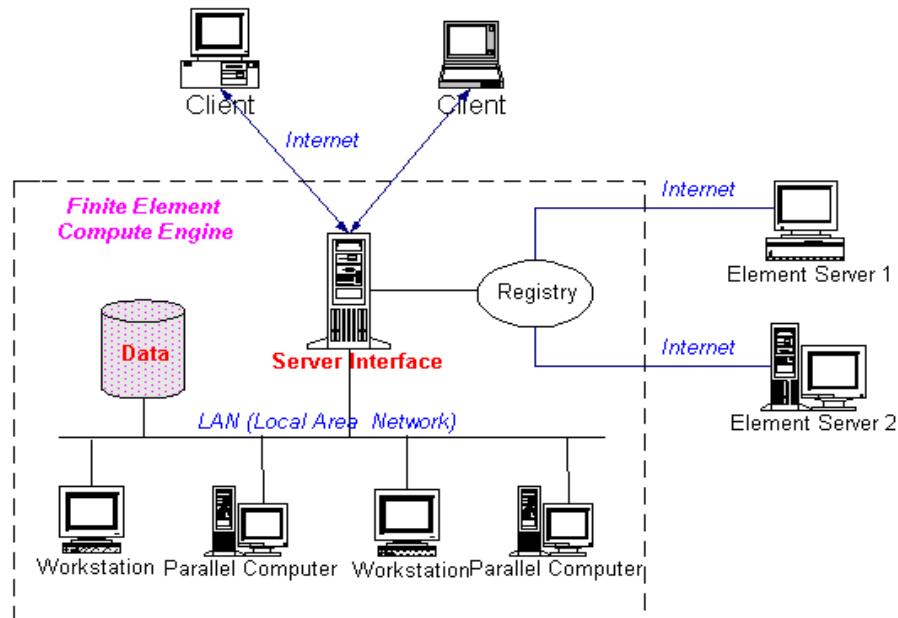 Client
Client
Internet
Finite Element
Compute Engine
Internet
Registry
Element Server 1
Data
Server Interface
Internet
LAN (Local Area Network)
Element Server 2
Workstation
Parallel Computer
Workstation
Parallel Computer